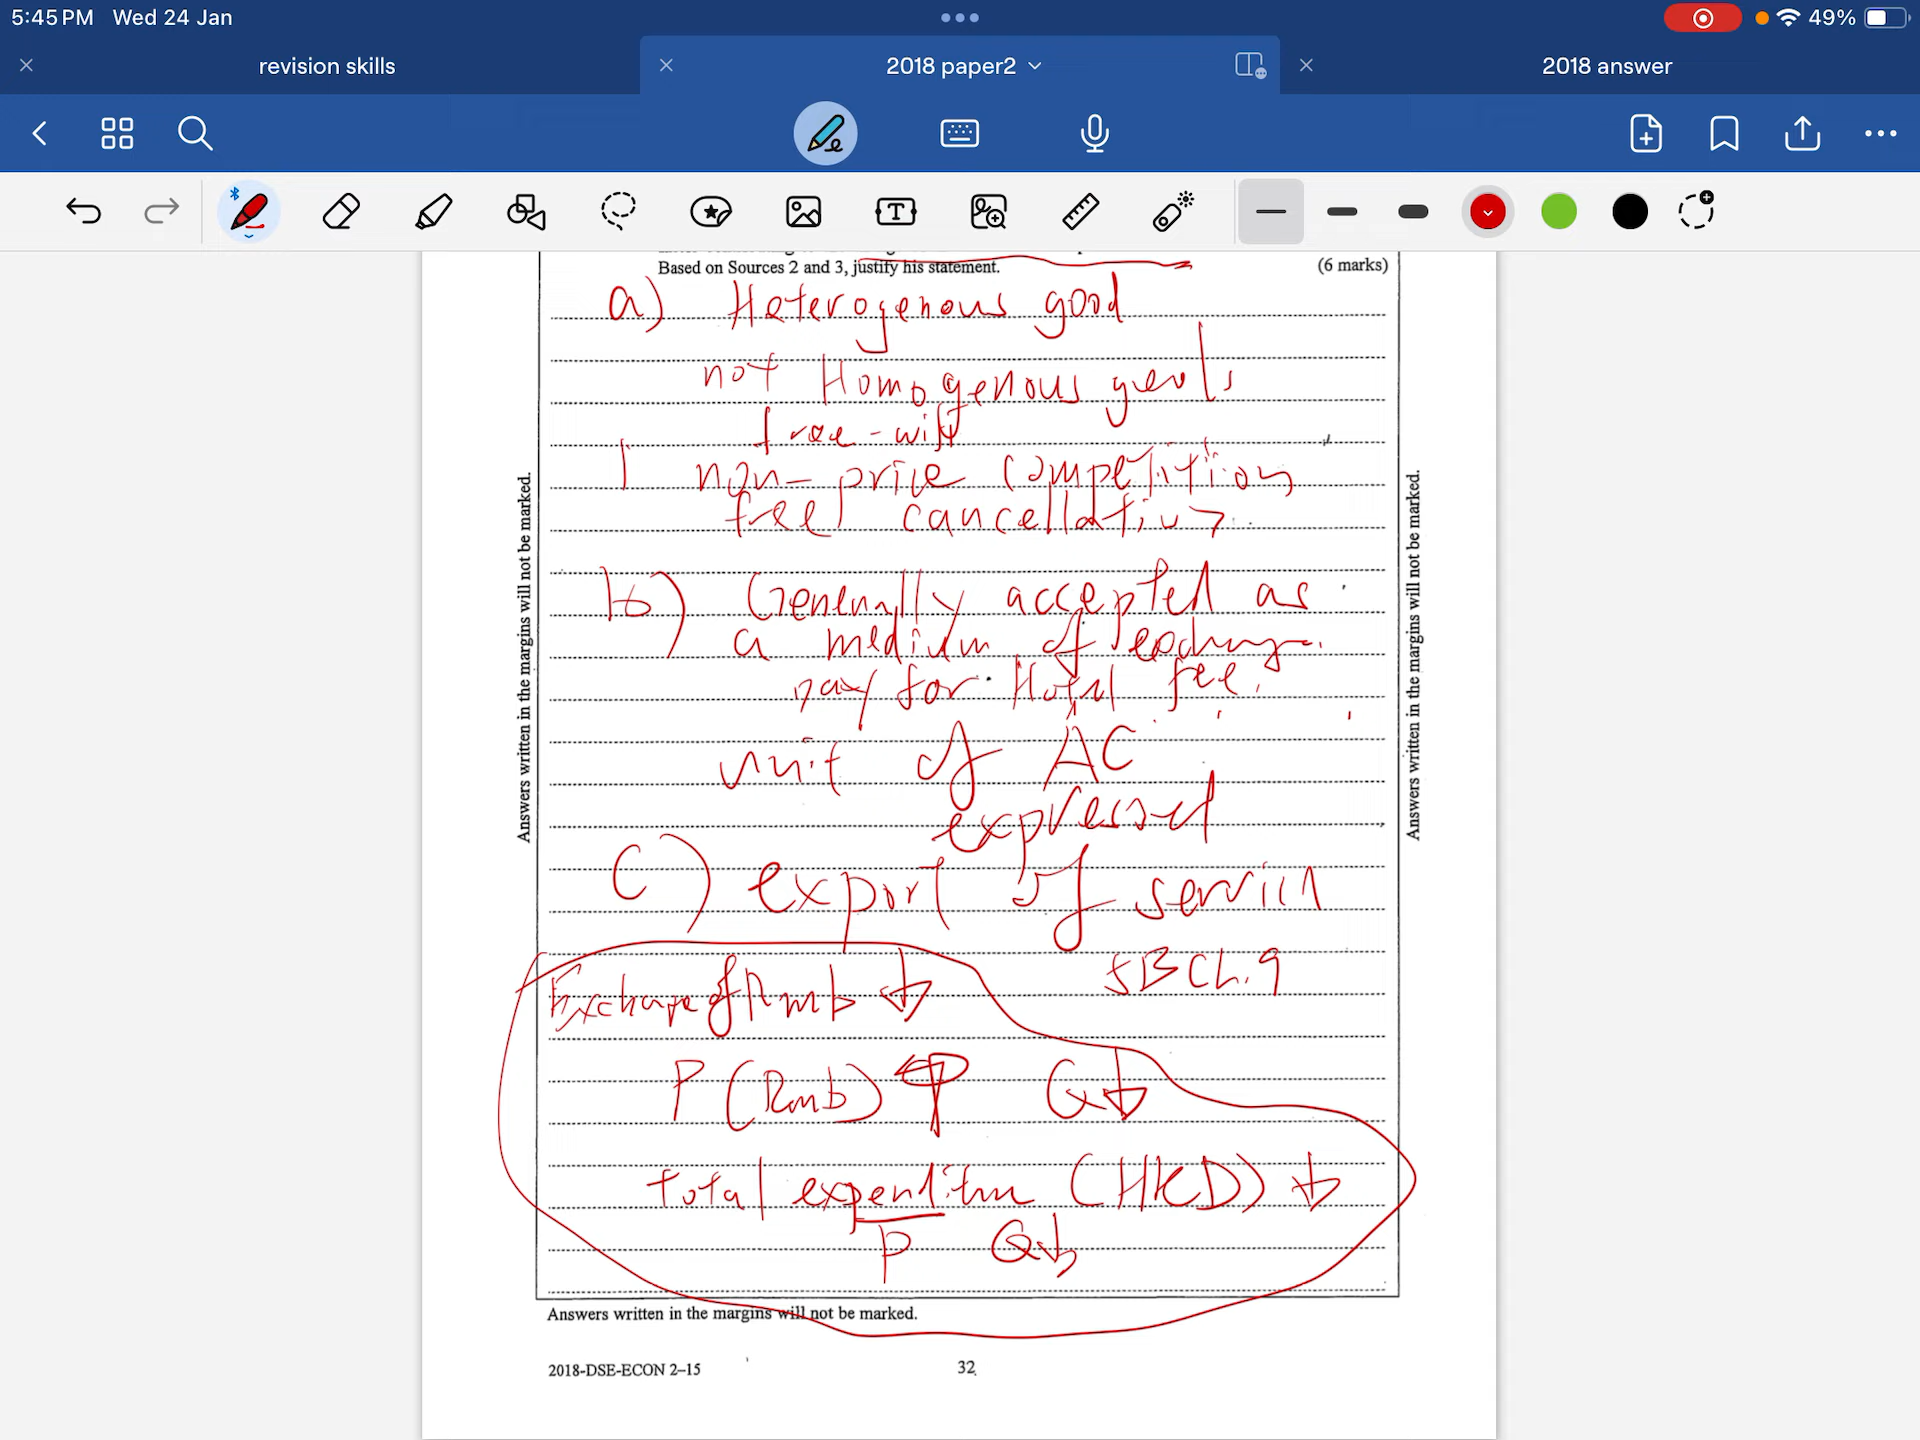 5:45 PM Wed 24 Jan
49%
revision skills
2018 paper2
2018 answer
Based on Sources 2 and 3, justify his statement. (6 marks)
a) Heterogenous good
not Homogenous goods
free-wifi
non-price competition
free cancellation
b) Generally accepted as
a medium of exchange.
pay for Hotel fee.
unit of AC
expressed
C) export of service
Exchange of Rmb ↓
5B Ch.9
P (Rmb) ↑ Q↓
total expenditure (HKD) ↓
P Q↓
Answers written in the margins will not be marked.
Answers written in the margins will not be marked.
Answers written in the margins will not be marked.
2018-DSE-ECON 2–15
32